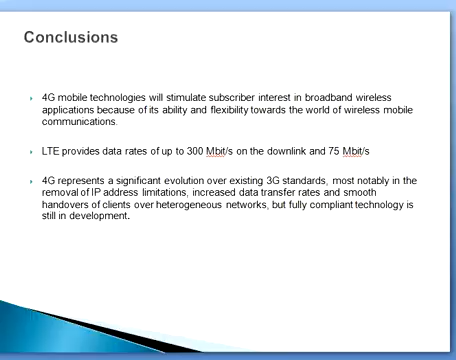 Conclusions
4G mobile technologies will stimulate subscriber interest in broadband wireless
applications because of its ability and flexibility towards the world of wireless mobile
communications.
LTE provides data rates of up to 300 Mbit/s on the downlink and 75 Mbit/s
4G represents a significant evolution over existing 3G standards, most notably in the
removal of IP address limitations, increased data transfer rates and smooth
handovers of clients over heterogeneous networks, but fully compliant technology is
still in development.